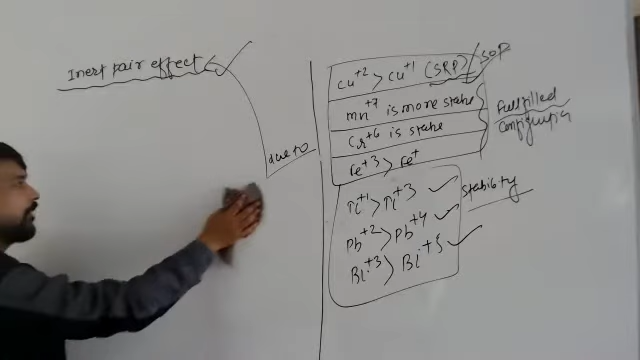 Inert pair effect
due to
Cu+2 > Cu+1 (SRP) / SOP
Mn+7 is more stable
Cr+6 is stable
Fe+3 > Fe+
Fullfilled
Configuration
Tl+1 > Tl+3
Stability
Pb+2 > Pb+4
Bi+3 > Bi+5